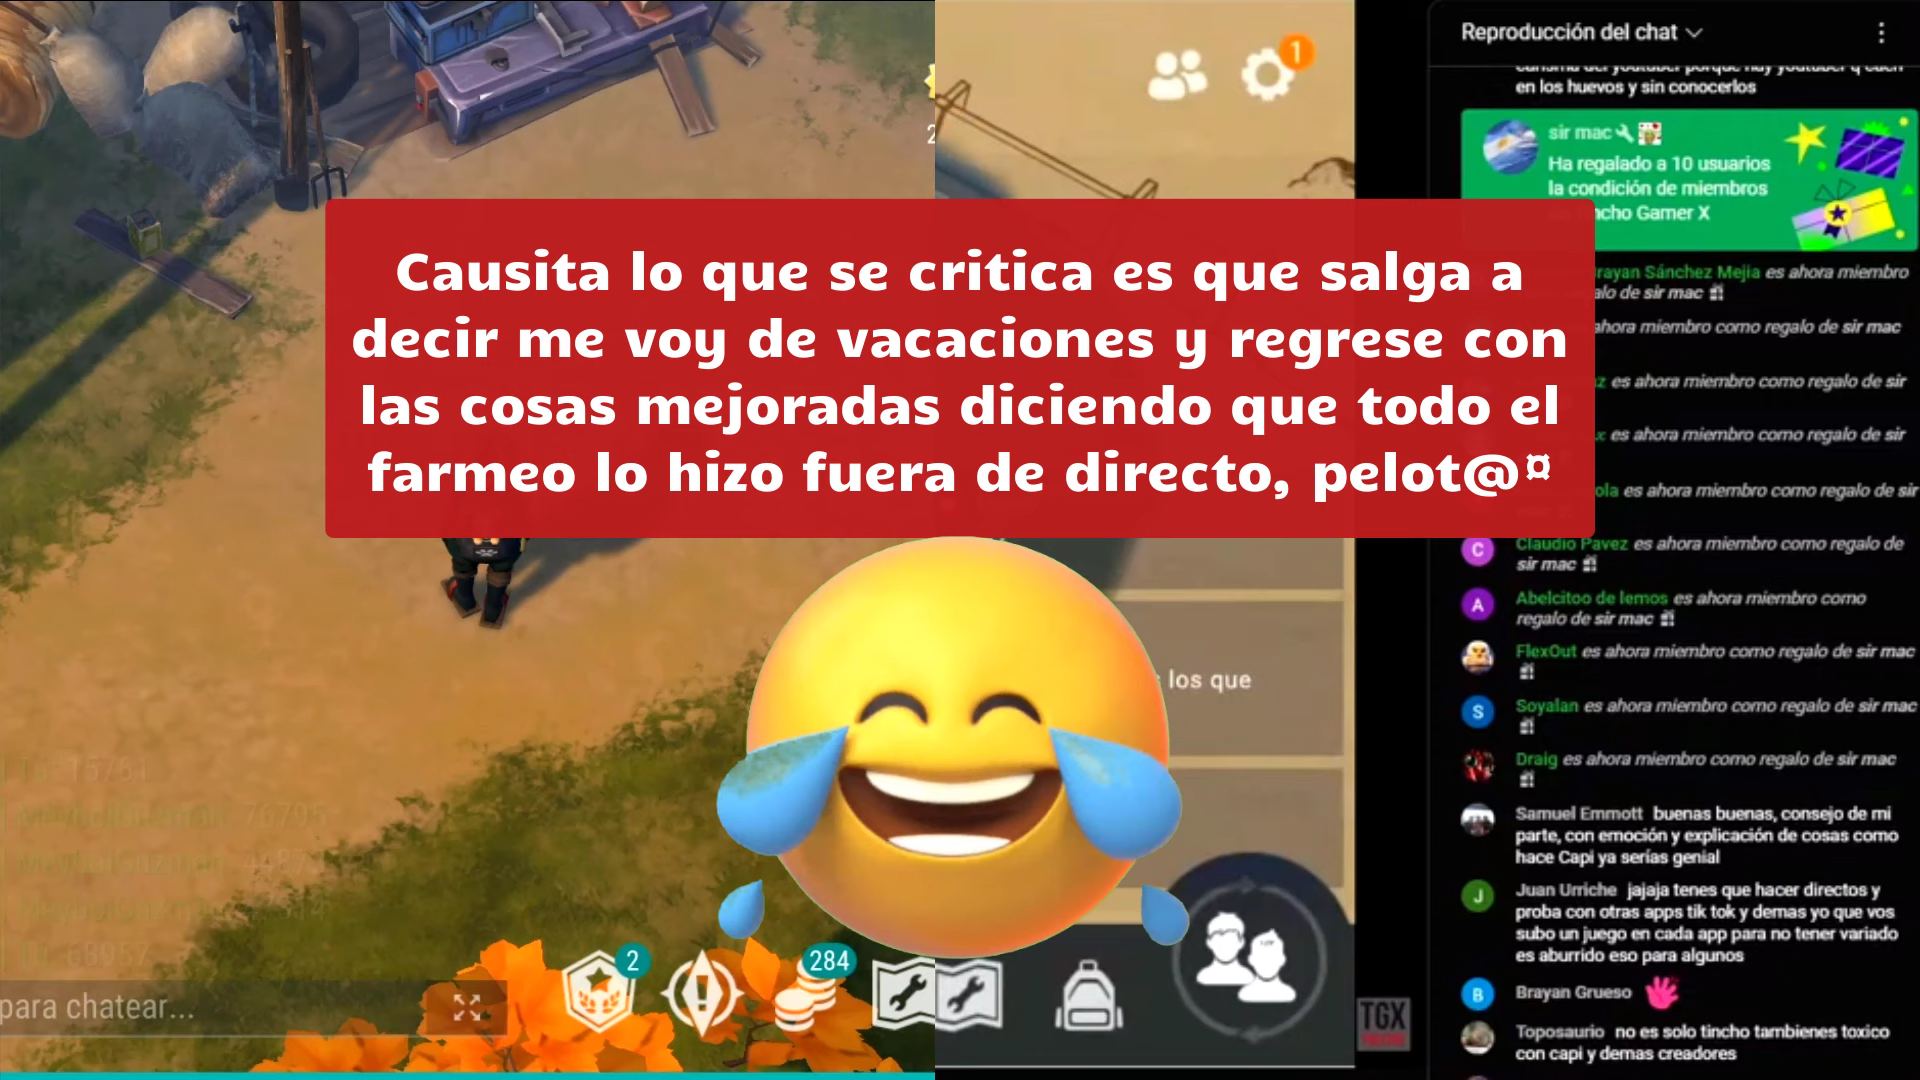 Causita lo que se critica es que salga a
decir me voy de vacaciones y regrese con
las cosas mejoradas diciendo que todo el
farmeo lo hizo fuera de directo, pelot@¤
1
los que
2
284
para chatear...
TGX
Reproducción del chat
en los huevos y sin conocerlos
sir mac
Ha regalado a 10 usuarios
la condición de miembros
ncho Gamer X
rayan Sánchez Mejia es ahora miembro
alo de sir mac
ahora miembro como regalo de sir mac
z es ahora miembro como regalo de sir
x es ahora miembro como regalo de sir
ola es ahora miembro como regalo de sir
C
Claudio Pavez es ahora miembro como regalo de
sir mac
A
Abelcitoo de lemos es ahora miembro como
regalo de sir mac
FlexOut es ahora miembro como regalo de sir mac
S
Soyalan es ahora miembro como regalo de sir mac
Draig es ahora miembro como regalo de sir mac
Samuel Emmott buenas buenas, consejo de mi
parte, con emoción y explicación de cosas como
hace Capi ya serías genial
J
Juan Urriche jajaja tenes que hacer directos y
proba con otras apps tik tok y demas yo que vos
subo un juego en cada app para no tener variado
es aburrido eso para algunos
B
Brayan Grueso
Toposaurio no es solo tincho tambienes toxico
con capi y demas creadores